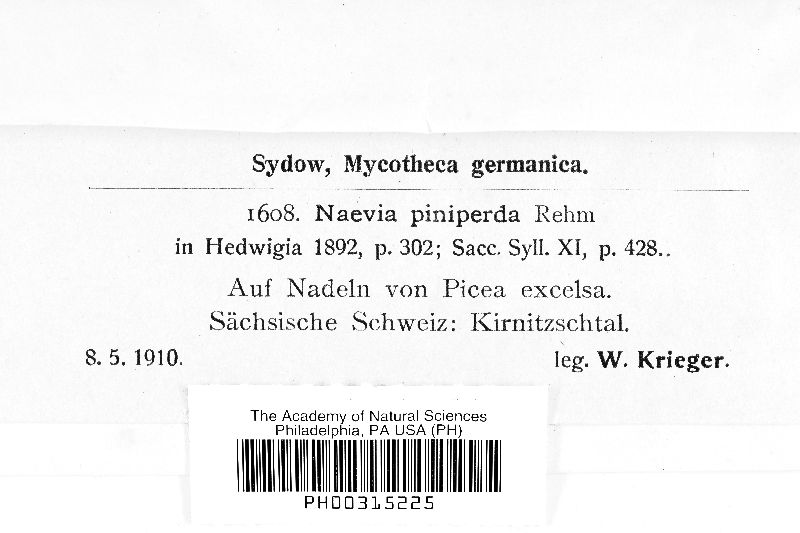 Sydow, Mycotheca germanica.
1608. Naevia piniperda Rehm
in Hedwigia 1892, p. 302; Sacc. Syll. XI, p. 428..
Auf Nadeln von Picea excelsa.
Sächsische Schweiz: Kirnitzschtal.
8. 5. 1910. leg. W. Krieger.
The Academy of Natural Sciences
Philadelphia, PA USA (PH)
PH00315225